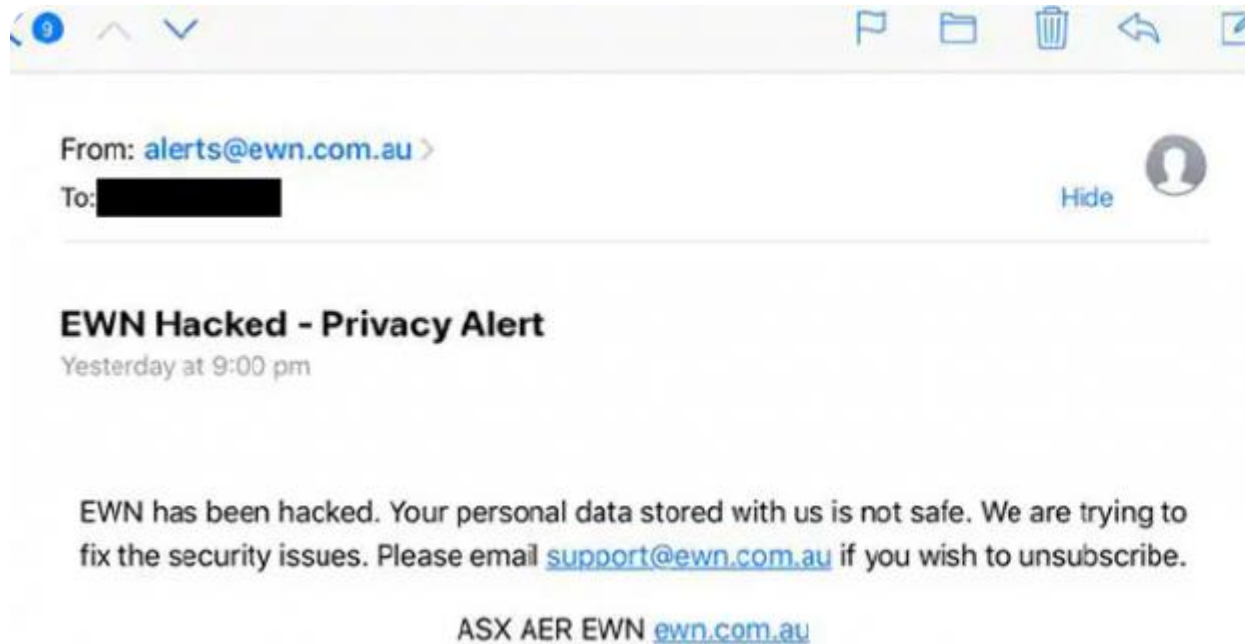 9
From: alerts@ewn.com.au >
To:
Hide
EWN Hacked - Privacy Alert
Yesterday at 9:00 pm
EWN has been hacked. Your personal data stored with us is not safe. We are trying to
fix the security issues. Please email support@ewn.com.au if you wish to unsubscribe.
ASX AER EWN ewn.com.au